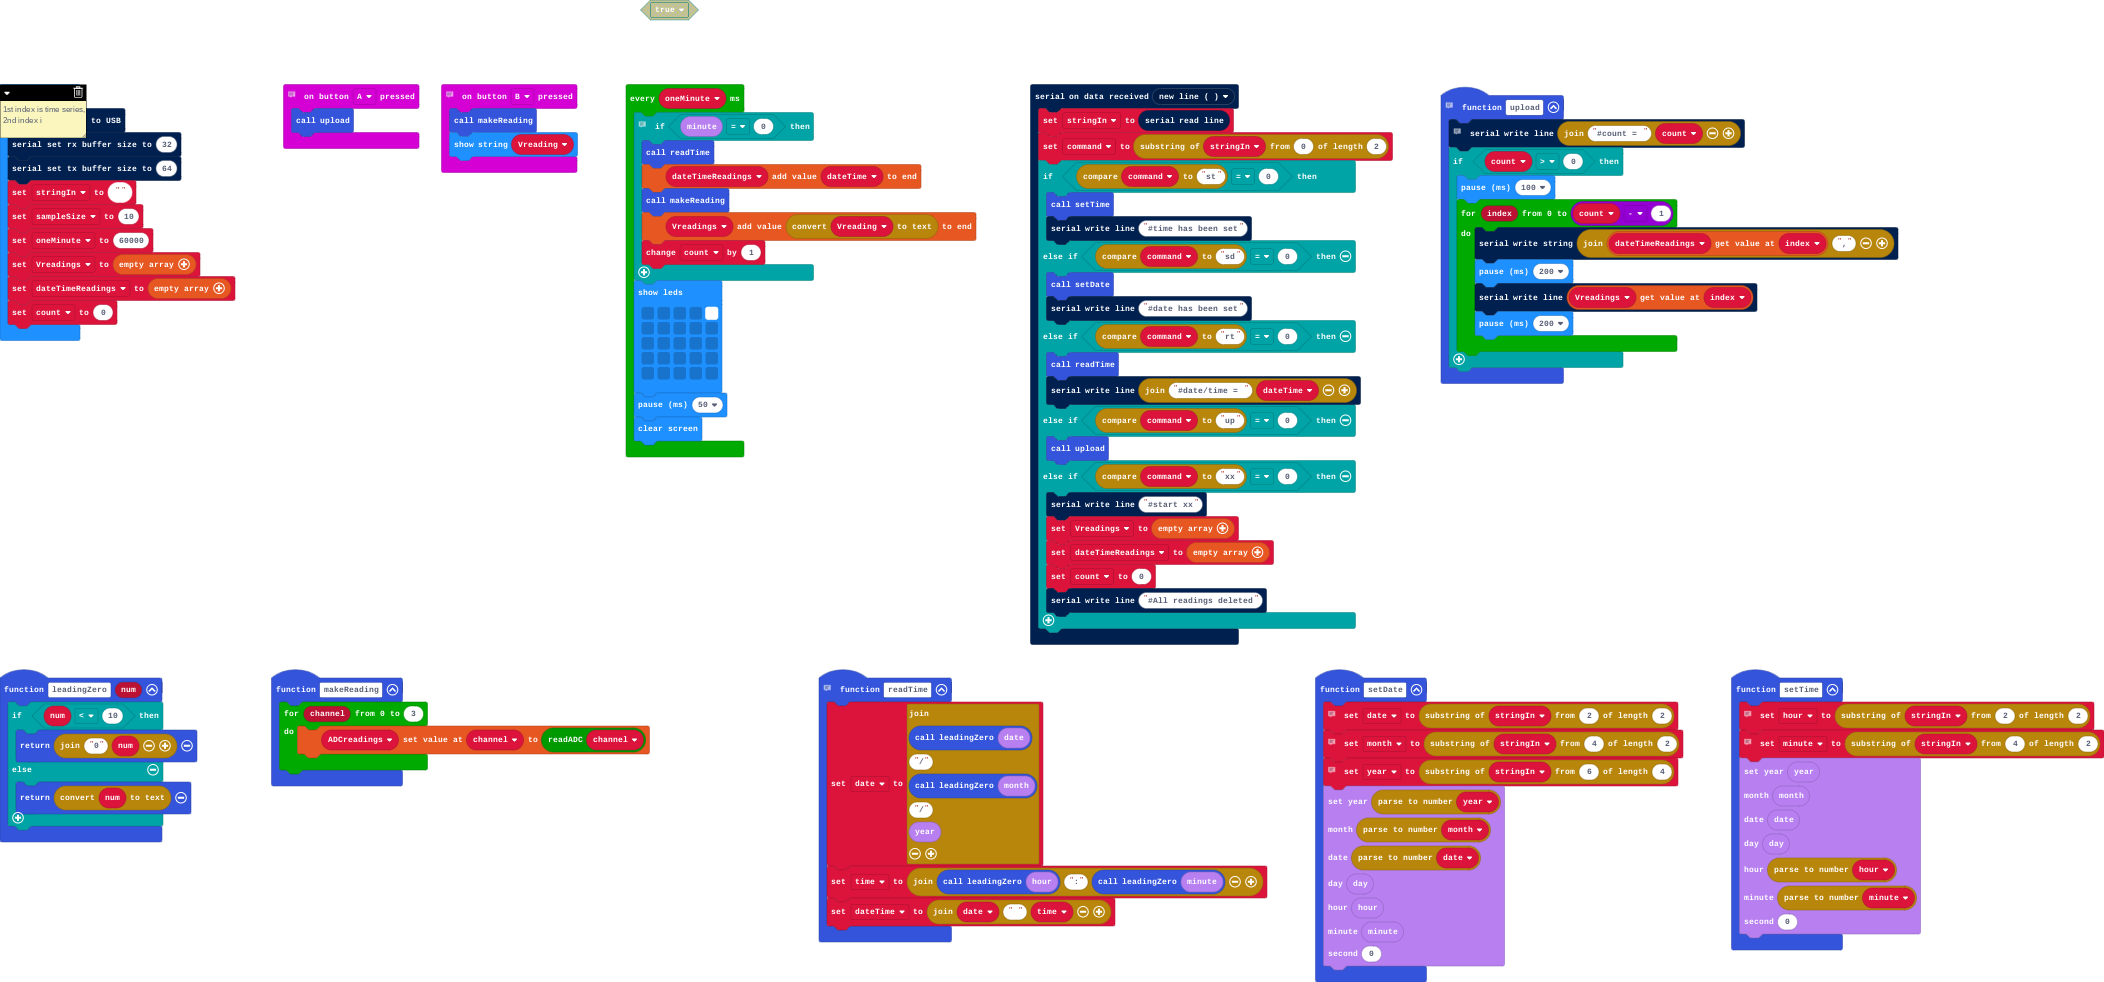 true
1st index is time series,
2nd index i
to USB
serial set rx buffer size to 32
serial set tx buffer size to 64
set stringIn to ""
set sampleSize to 10
set oneMinute to 60000
set Vreadings to empty array
set dateTimeReadings to empty array
set count to 0
on button A pressed
call upload
on button B pressed
call makeReading
show string Vreading
every oneMinute ms
if minute = 0 then
call readTime
dateTimeReadings add value dateTime to end
call makeReading
Vreadings add value convert Vreading to text to end
change count by 1
show leds
pause (ms) 50
clear screen
serial on data received new line ( )
set stringIn to serial read line
set command to substring of stringIn from 0 of length 2
if compare command to "st" = 0 then
call setTime
serial write line "#time has been set"
else if compare command to "sd" = 0 then
call setDate
serial write line "#date has been set"
else if compare command to "rt" = 0 then
call readTime
serial write line join "#date/time = " dateTime
else if compare command to "up" = 0 then
call upload
else if compare command to "xx" = 0 then
serial write line "#start xx"
set Vreadings to empty array
set dateTimeReadings to empty array
set count to 0
serial write line "#All readings deleted"
function upload
serial write line join "#count = " count
if count > 0 then
pause (ms) 100
for index from 0 to count - 1
do
serial write string join dateTimeReadings get value at index ","
pause (ms) 200
serial write line Vreadings get value at index
pause (ms) 200
function leadingZero num
if num < 10 then
return join "0" num
else
return convert num to text
function makeReading
for channel from 0 to 3
do
ADCreadings set value at channel to readADC channel
function readTime
set date to join
call leadingZero date
"/"
call leadingZero month
"/"
year
set time to join call leadingZero hour ":" call leadingZero minute
set dateTime to join date " " time
function setDate
set date to substring of stringIn from 2 of length 2
set month to substring of stringIn from 4 of length 2
set year to substring of stringIn from 6 of length 4
set year parse to number year
month parse to number month
date parse to number date
day day
hour hour
minute minute
second 0
function setTime
set hour to substring of stringIn from 2 of length 2
set minute to substring of stringIn from 4 of length 2
set year year
month month
date date
day day
hour parse to number hour
minute parse to number minute
second 0